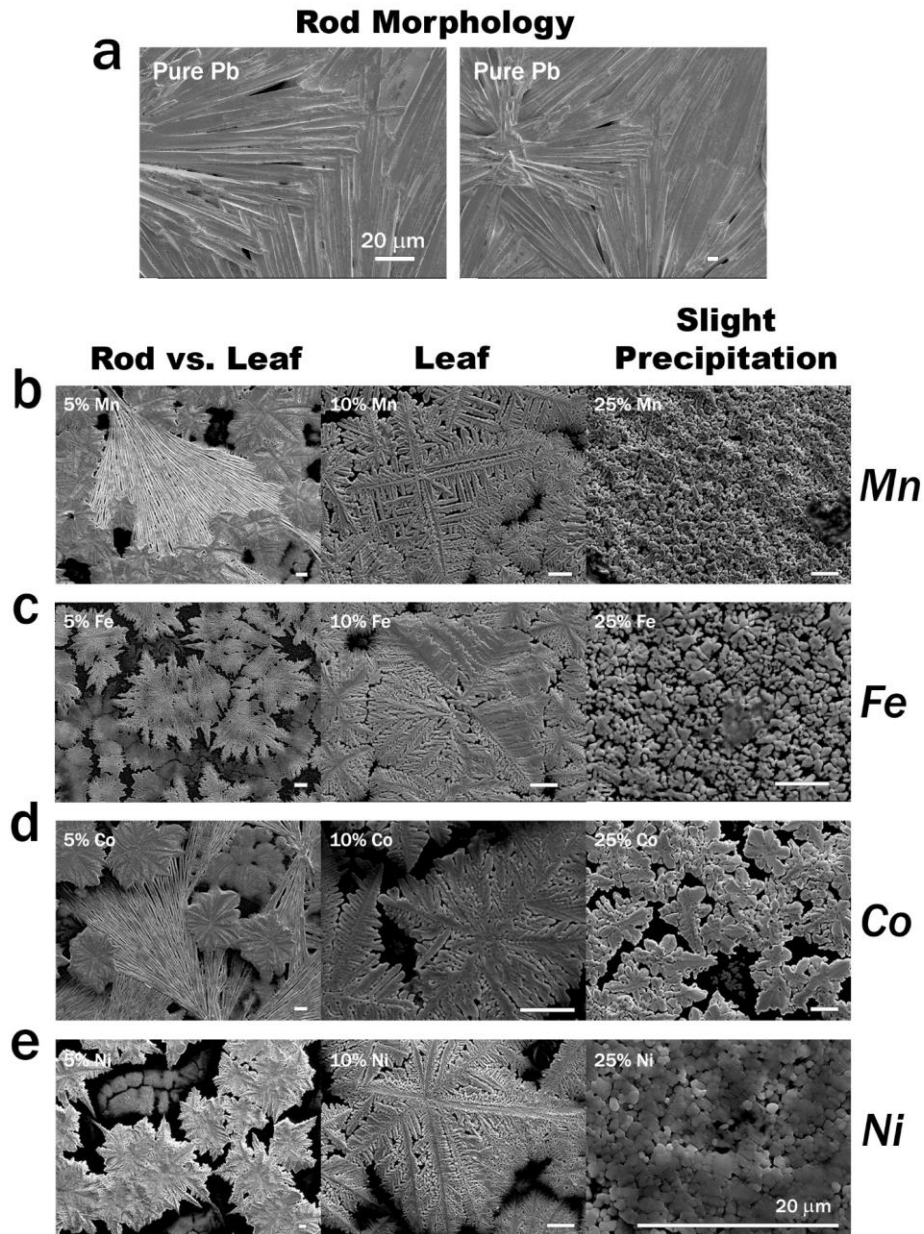 Rod Morphology
a
Pure Pb
Pure Pb
20 μm
Rod vs. Leaf
Leaf
Slight
Precipitation
b
5% Mn
10% Mn
25% Mn
Mn
c
5% Fe
10% Fe
25% Fe
Fe
d
5% Co
10% Co
25% Co
Co
e
5% Ni
10% Ni
25% Ni
Ni
20 μm